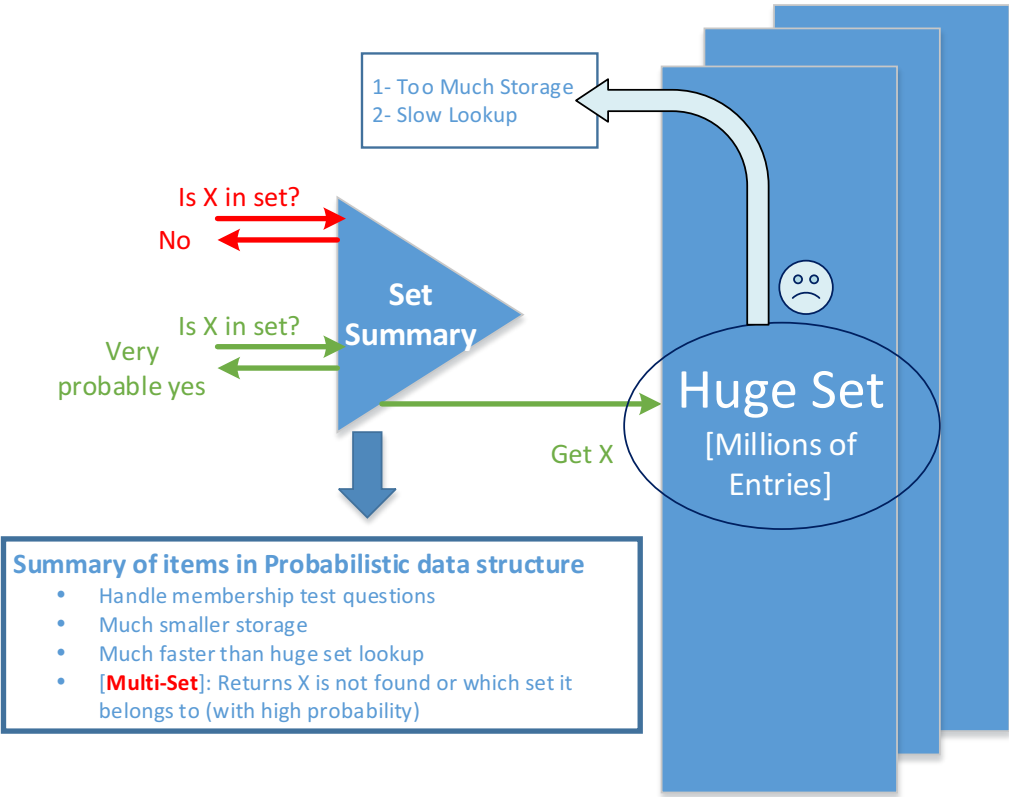 1- Too Much Storage
2- Slow Lookup
Is X in set?
No
Is X in set?
Very
probable yes
Set
Summary
Get X
Huge Set
[Millions of
Entries]
Summary of items in Probabilistic data structure
• Handle membership test questions
• Much smaller storage
• Much faster than huge set lookup
• [Multi-Set]: Returns X is not found or which set it
belongs to (with high probability)